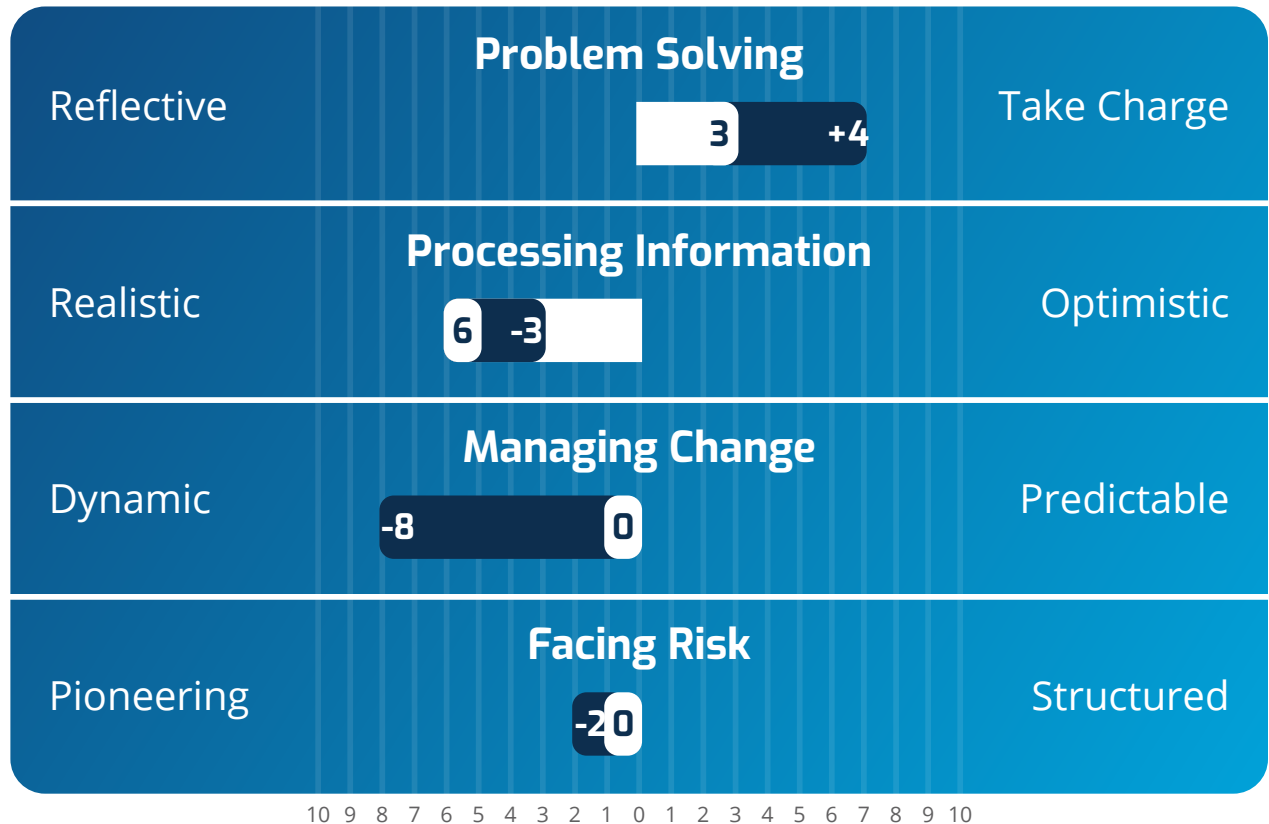 Problem Solving
Reflective
Take Charge
3 +4
Processing Information
Realistic
Optimistic
6 -3
Managing Change
Dynamic
Predictable
-8 0
Facing Risk
Pioneering
Structured
-2 0
10 9 8 7 6 5 4 3 2 1 0 1 2 3 4 5 6 7 8 9 10